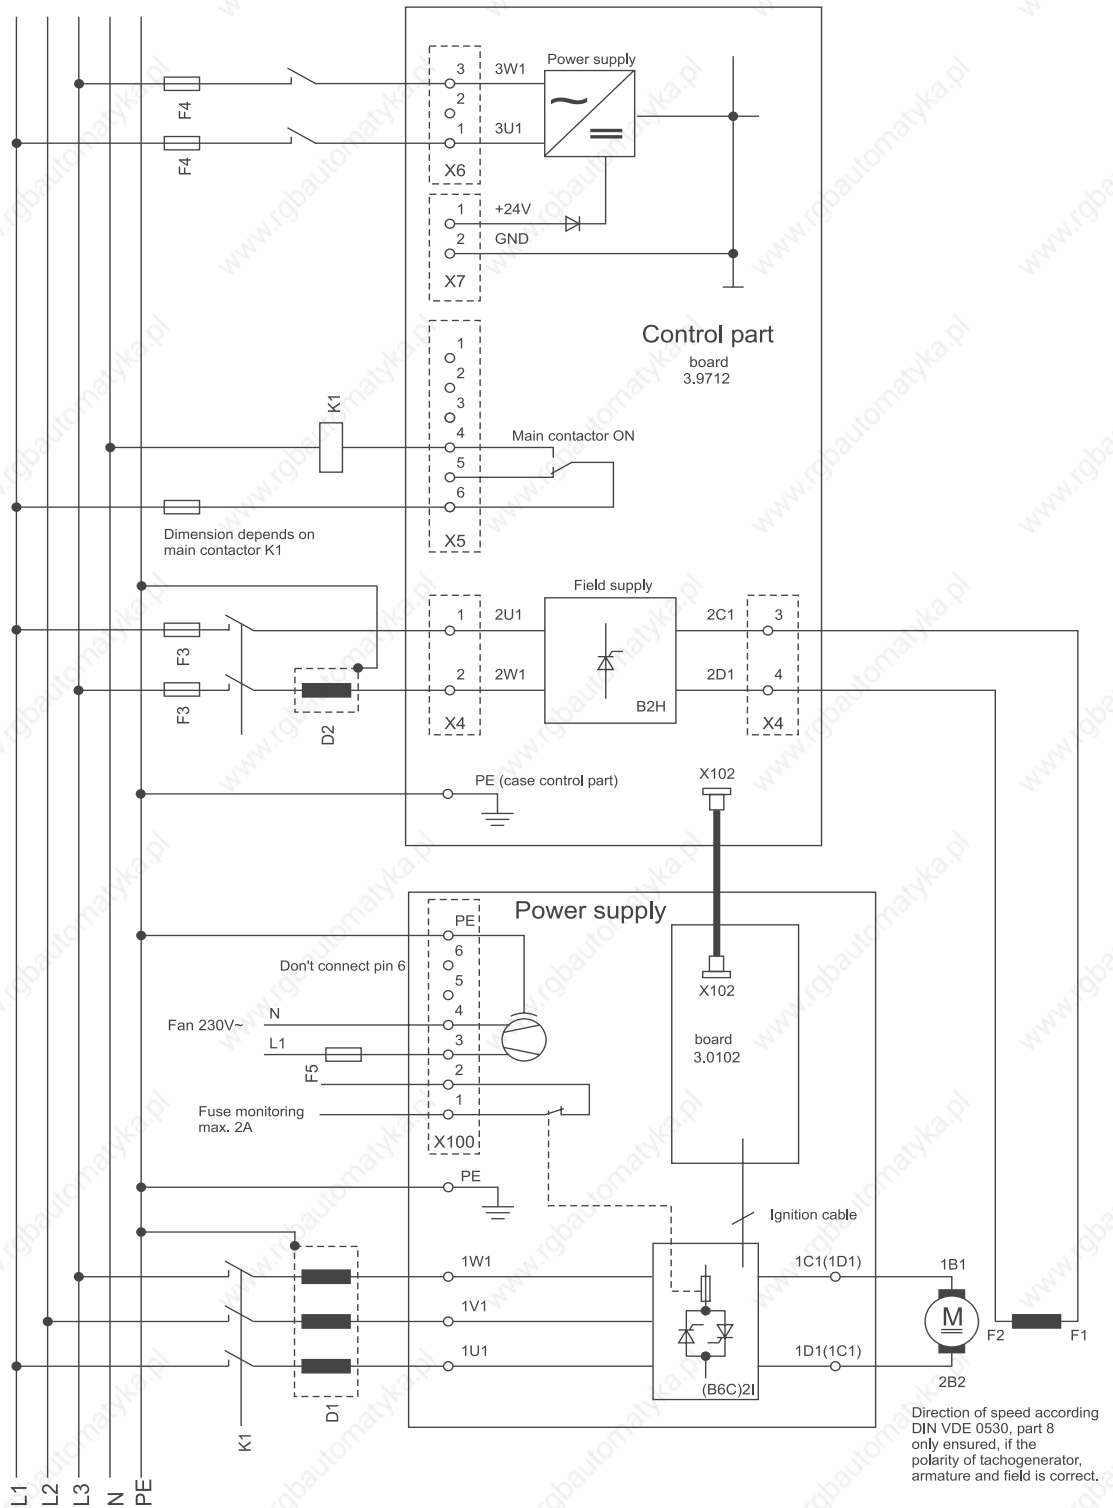 3
3W1
Power supply
2
F4
1
3U1
F4
X6
1
+24V
2
GND
X7
Control part
board
3.9712
1
2
3
K1
4
Main contactor ON
5
6
Dimension depends on
main contactor K1
X5
Field supply
1
2U1
2C1
3
F3
2
2W1
2D1
4
F3
B2H
D2
X4
X4
PE (case control part)
X102
Power supply
PE
6
Don't connect pin 6
5
X102
N
4
Fan 230V~
L1
3
board
3.0102
F5
2
Fuse monitoring
max. 2A
1
X100
PE
Ignition cable
1W1
1C1(1D1)
1B1
1V1
M
F2
F1
1U1
1D1(1C1)
2B2
(B6C)2I
D1
K1
Direction of speed according
DIN VDE 0530, part 8
only ensured, if the
polarity of tachogenerator,
armature and field is correct.
L1
L2
L3
N
PE
www.rgbautomatyka.pl